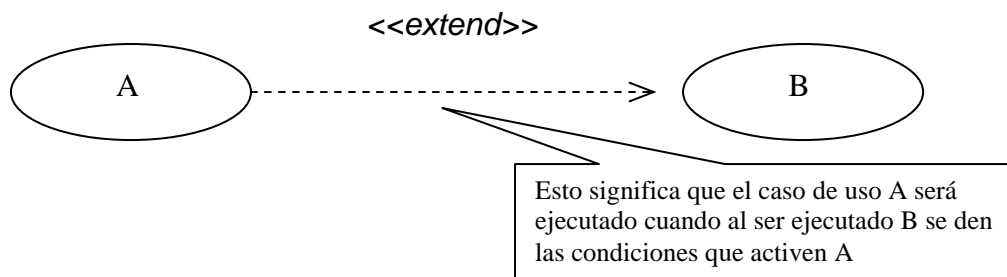 <<extend>>
A
B
Esto significa que el caso de uso A será
ejecutado cuando al ser ejecutado B se den
las condiciones que activen A